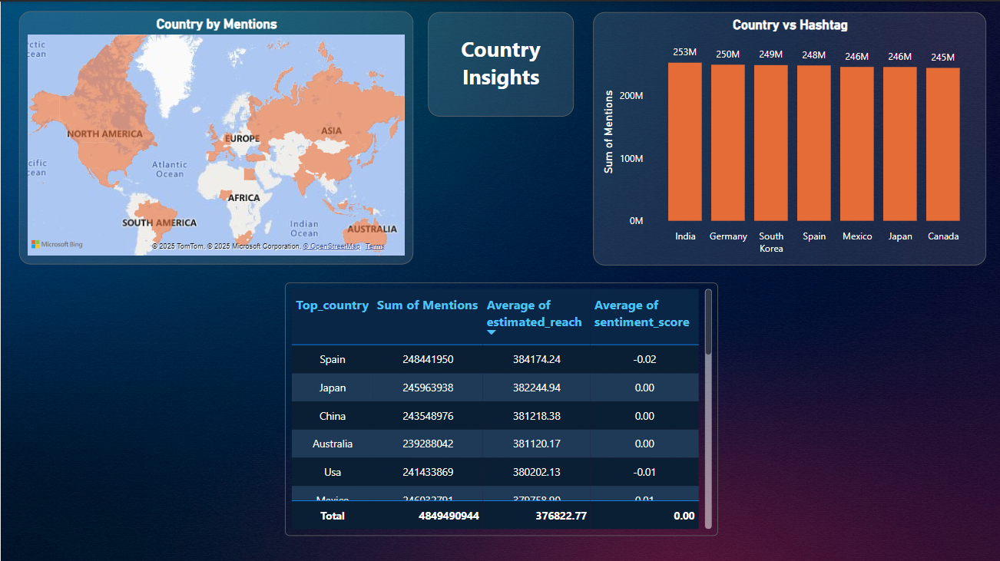 Country by Mentions
ctic
cean
NORTH AMERICA
EUROPE
ASIA
cific
cean
Atlantic
Ocean
AFRICA
SOUTH AMERICA
Indian
Ocean
AUSTRALIA
Microsoft Bing
© 2025 TomTom, © 2025 Microsoft Corporation, © OpenStreetMap Terms
Country
Insights
Country vs Hashtag
Sum of Mentions
200M
100M
0M
253M 250M 249M 248M 246M 246M 245M
India Germany South Korea Spain Mexico Japan Canada
Top_country Sum of Mentions Average of estimated_reach Average of sentiment_score
Spain 248441950 384174.24 -0.02
Japan 245963938 382244.94 0.00
China 243548976 381218.38 0.00
Australia 239288042 381120.17 0.00
Usa 241433869 380202.13 -0.01
Mexico 246032791 379758.90 0.01
Total 4849490944 376822.77 0.00